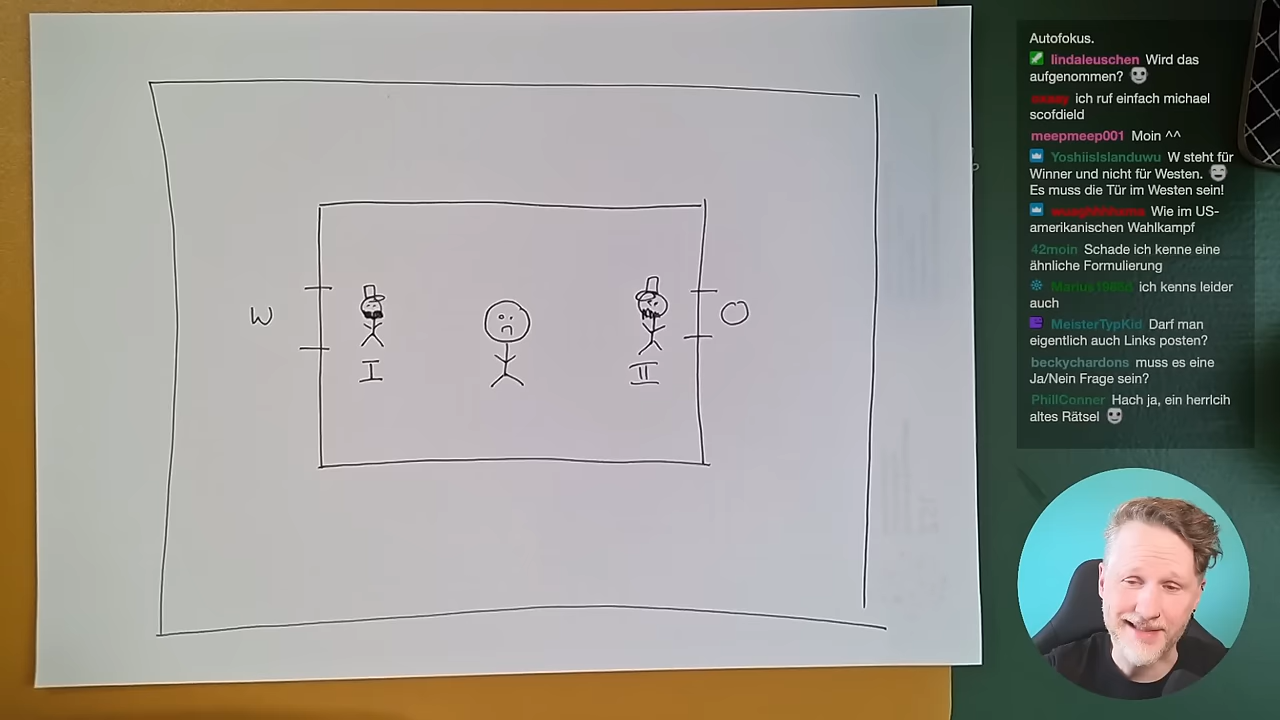 W
O
I
II
Autofokus.
lindaleuschen Wird das
aufgenommen?
ich ruf einfach michael
scofdield
meepmeep001 Moin ^^
YoshiisIslanduwu W steht für
Winner und nicht für Westen.
Es muss die Tür im Westen sein!
Wie im US-
amerikanischen Wahlkampf
42moin Schade ich kenne eine
ähnliche Formulierung
ich kenns leider
auch
MeisterTypKid Darf man
eigentlich auch Links posten?
beckychardons muss es eine
Ja/Nein Frage sein?
PhillConner Hach ja, ein herrlcih
altes Rätsel